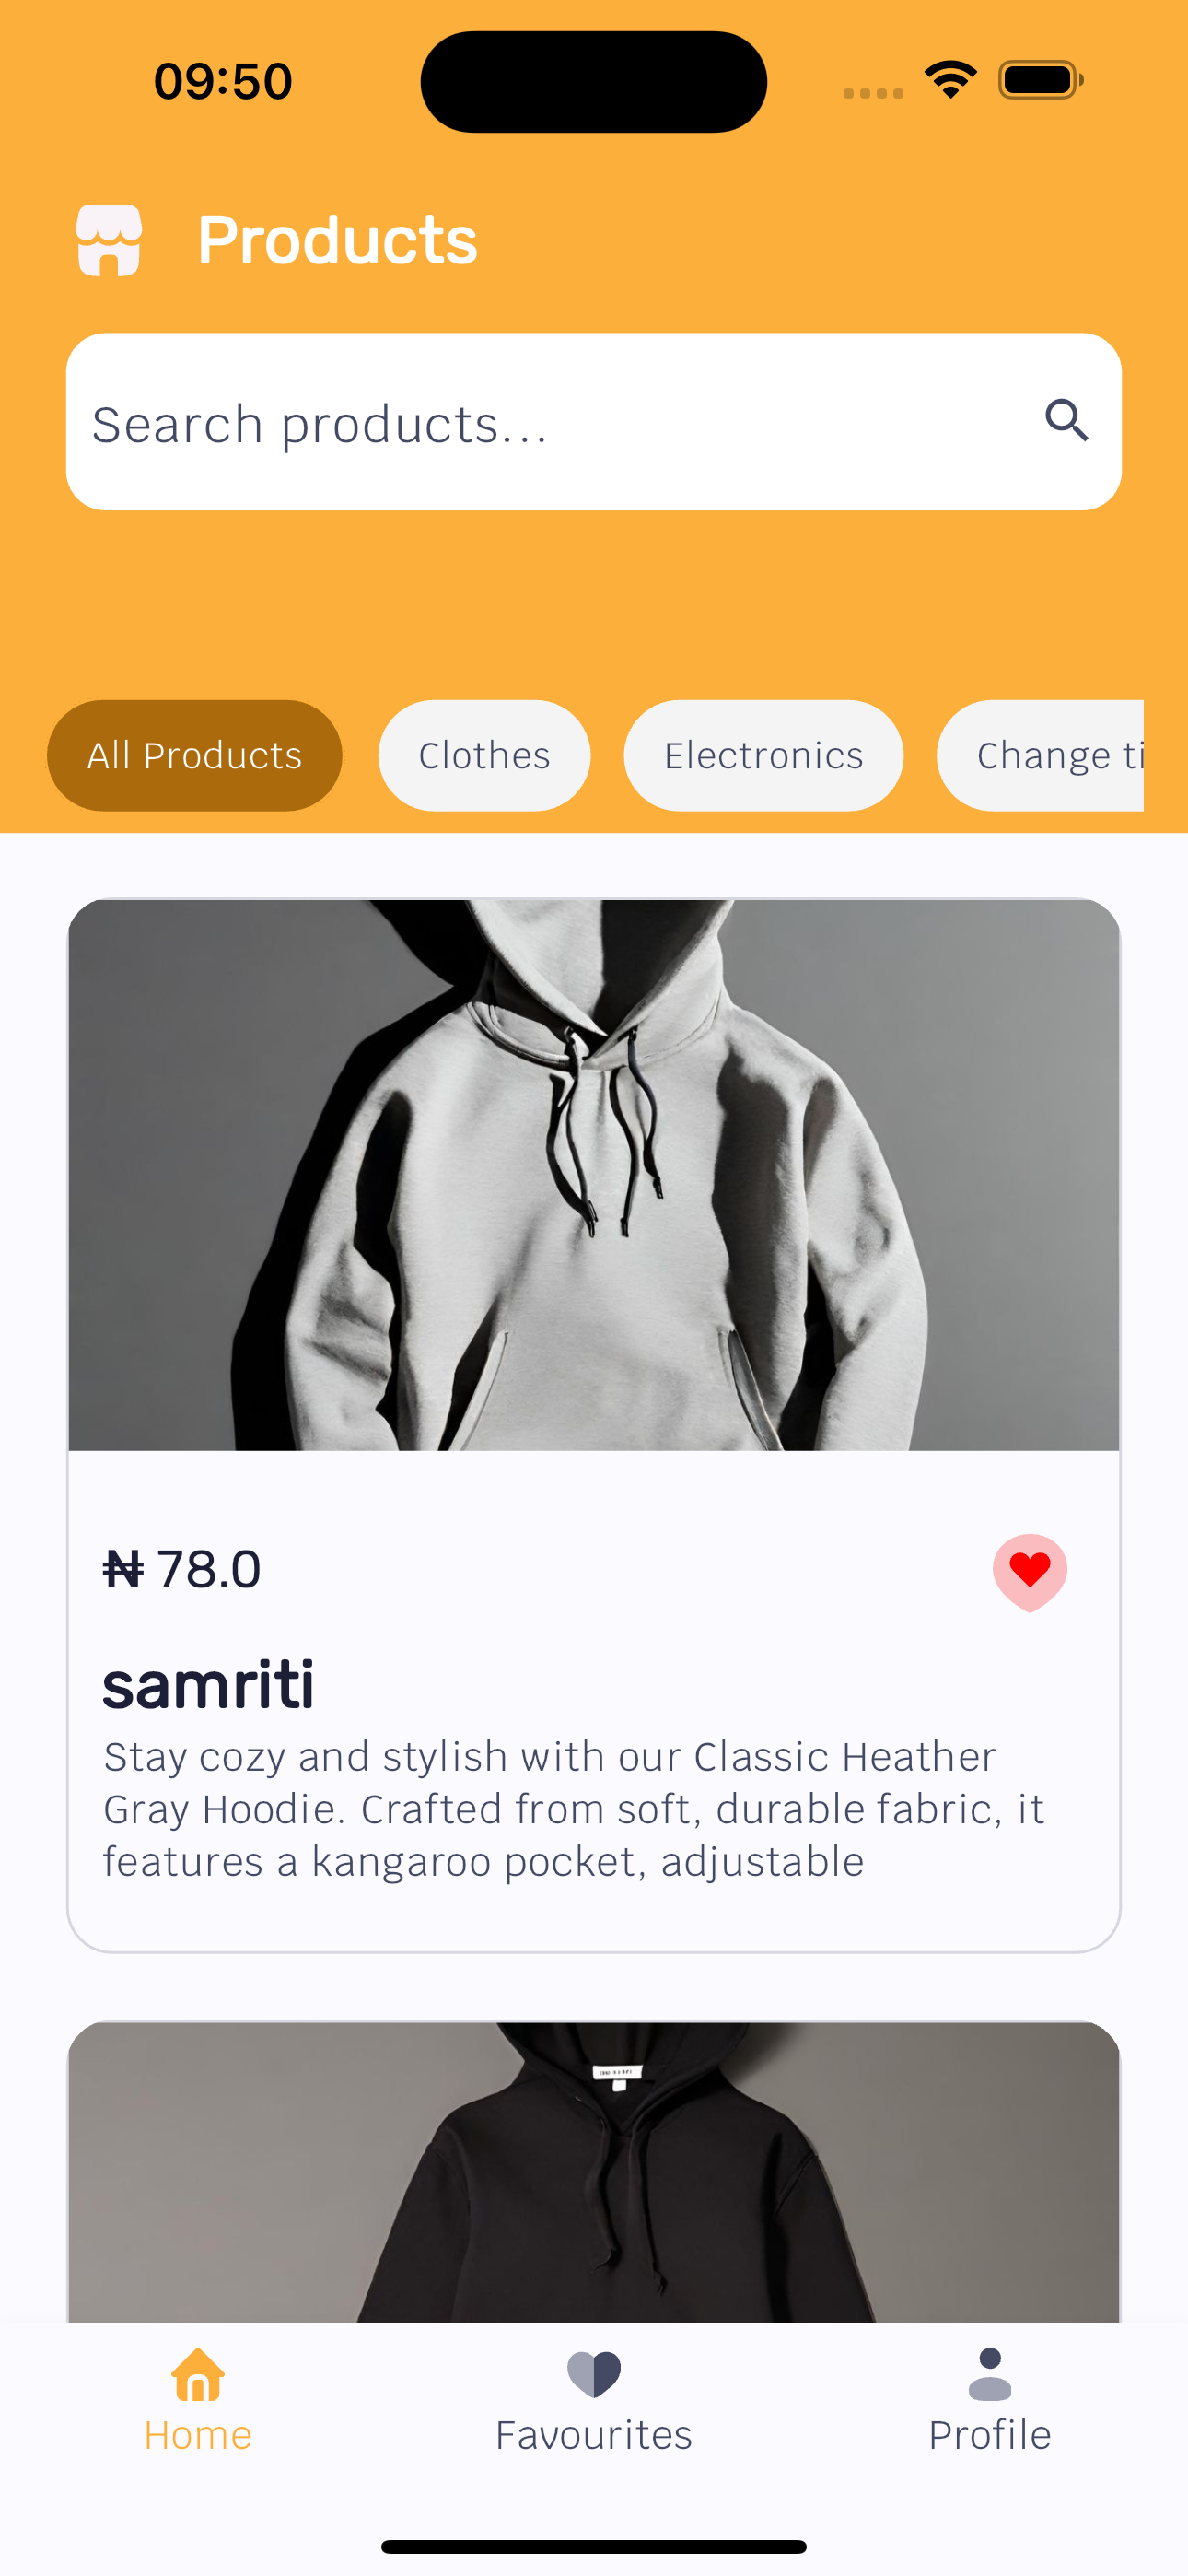 09:50
Products
Search products...
All Products
Clothes
Electronics
Change ti
₦ 78.0
samriti
Stay cozy and stylish with our Classic Heather
Gray Hoodie. Crafted from soft, durable fabric, it
features a kangaroo pocket, adjustable
Home
Favourites
Profile